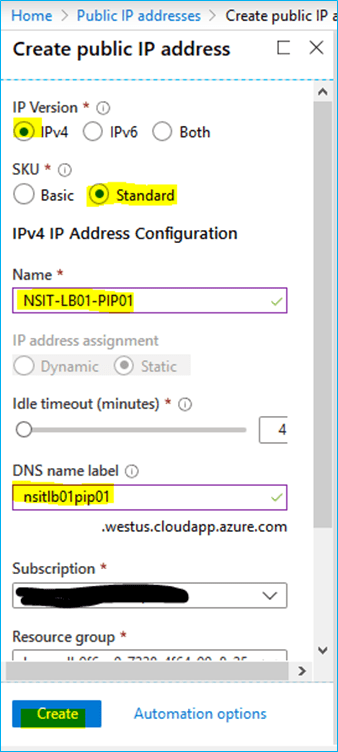 Home > Public IP addresses > Create public IP a
Create public IP address
IP Version *
IPv4 IPv6 Both
SKU *
Basic Standard
IPv4 IP Address Configuration
Name *
NSIT-LB01-PIP01
IP address assignment
Dynamic Static
Idle timeout (minutes) *
4
DNS name label
nsitlb01pip01
.westus.cloudapp.azure.com
Subscription *
Resource group *
Create Automation options